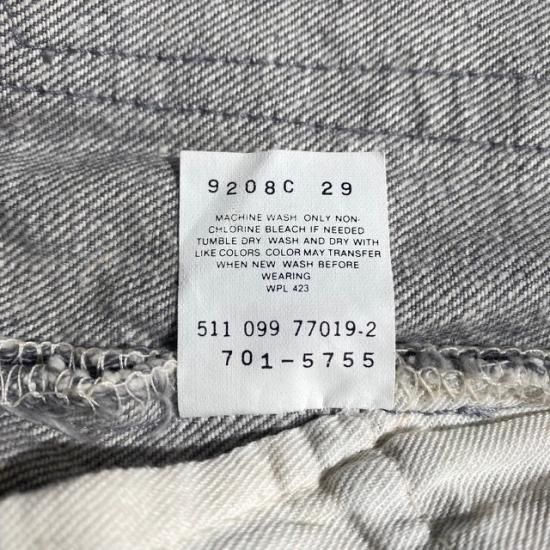 9208C 29
MACHINE WASH ONLY NON-
CHLORINE BLEACH IF NEEDED
TUMBLE DRY WASH AND DRY WITH
LIKE COLORS. COLOR MAY TRANSFER
WHEN NEW WASH BEFORE
WEARING
WPL 423
511 099 77019-2
701-5755